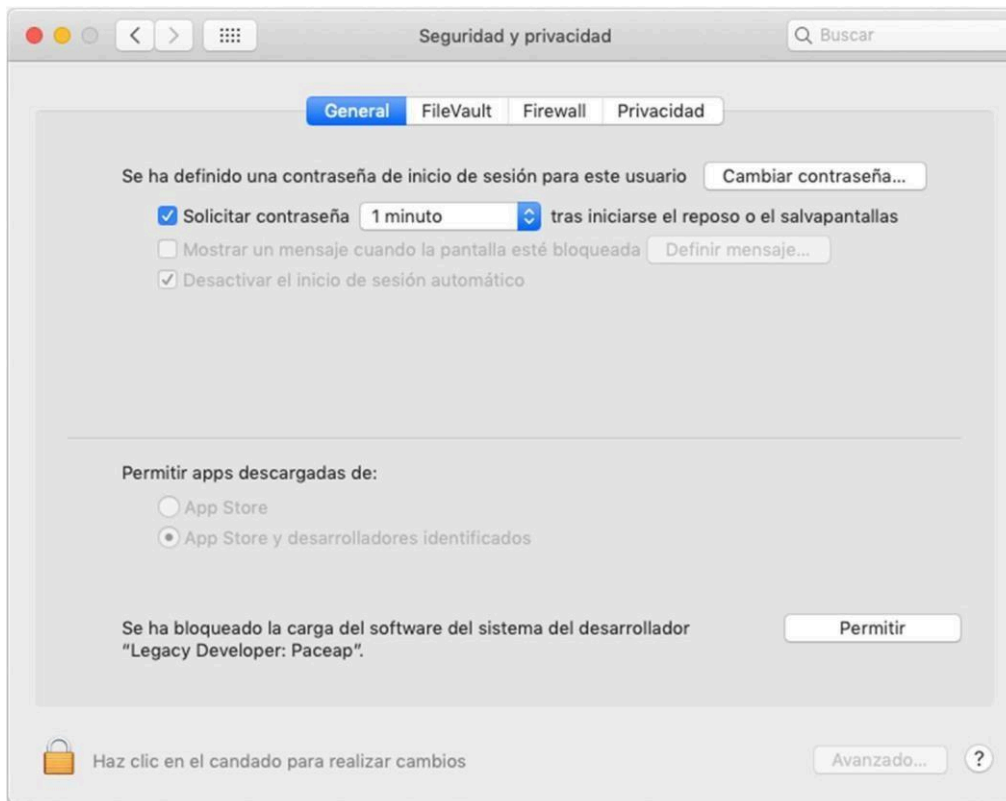 Seguridad y privacidad
Buscar
General
FileVault
Firewall
Privacidad
Se ha definido una contraseña de inicio de sesión para este usuario
Cambiar contraseña...
Solicitar contraseña
1 minuto
tras iniciarse el reposo o el salvapantallas
Mostrar un mensaje cuando la pantalla esté bloqueada
Definir mensaje...
Desactivar el inicio de sesión automático
Permitir apps descargadas de:
App Store
App Store y desarrolladores identificados
Se ha bloqueado la carga del software del sistema del desarrollador
“Legacy Developer: Paceap”.
Permitir
Haz clic en el candado para realizar cambios
Avanzado...
?